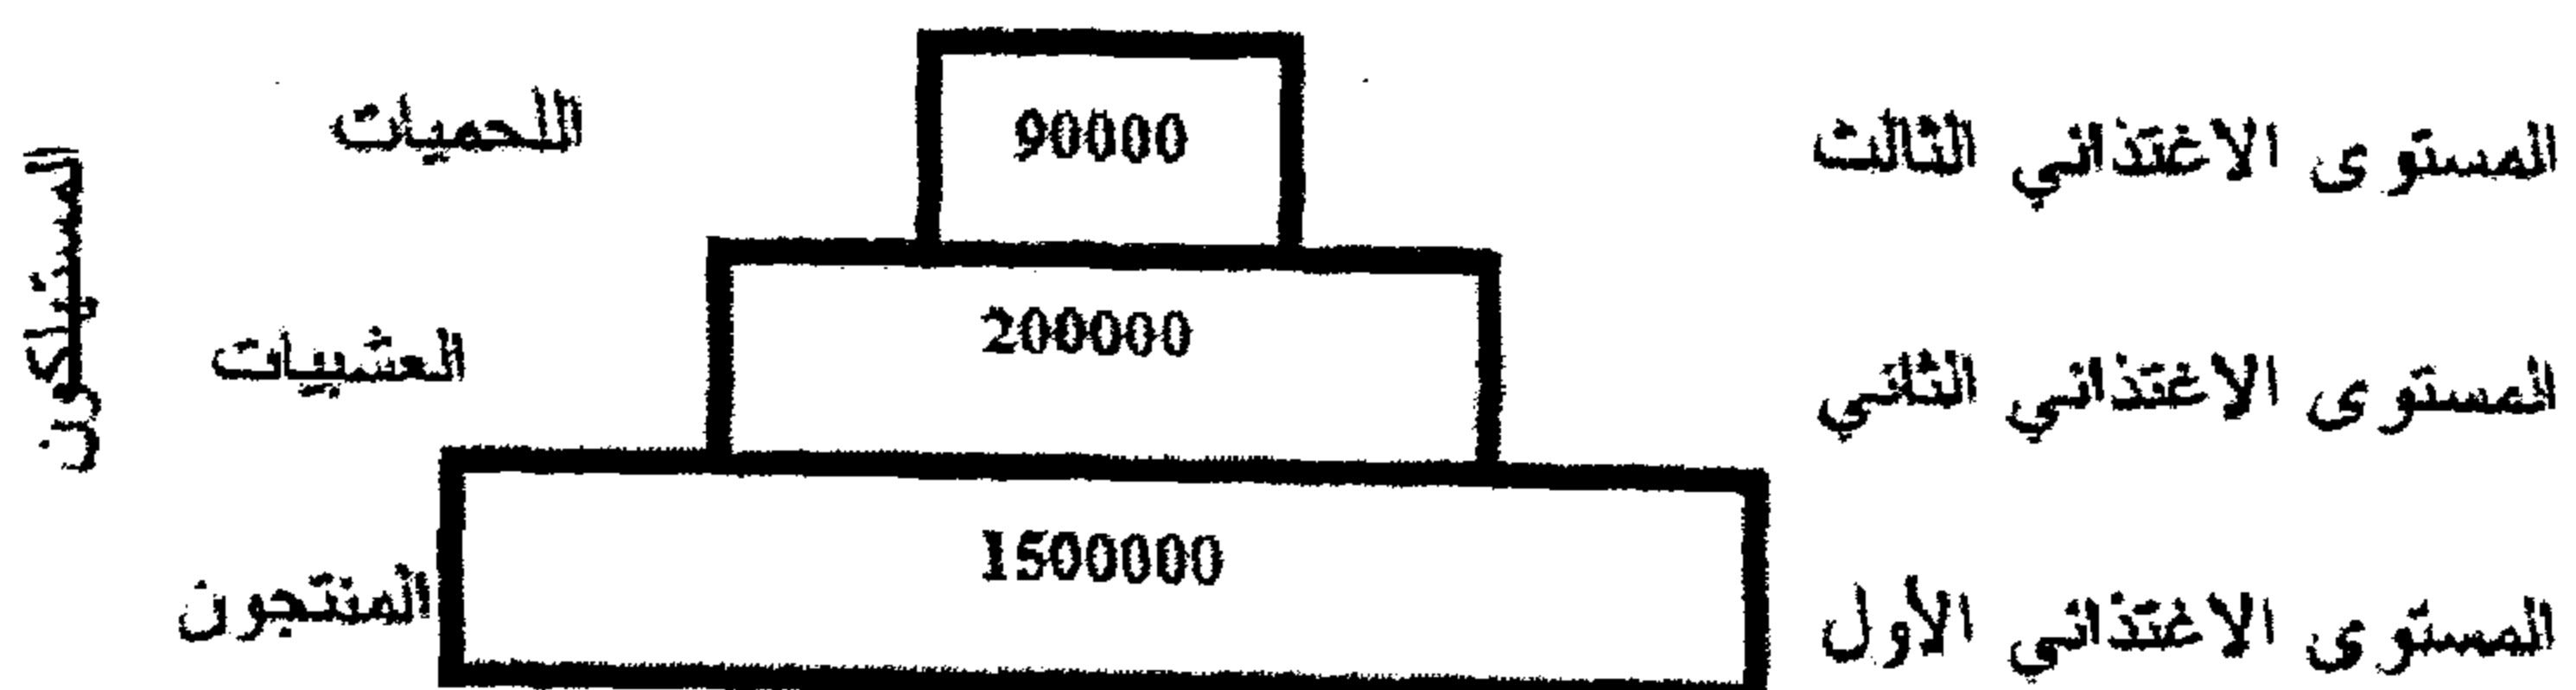 المستوى الاغتذائي الثالث 90000 اللحميات
المستهلكون
المستوى الاغتذائي الثاني 200000 العشبيات
المستوى الاغتذائي الأول 1500000 المنتجون